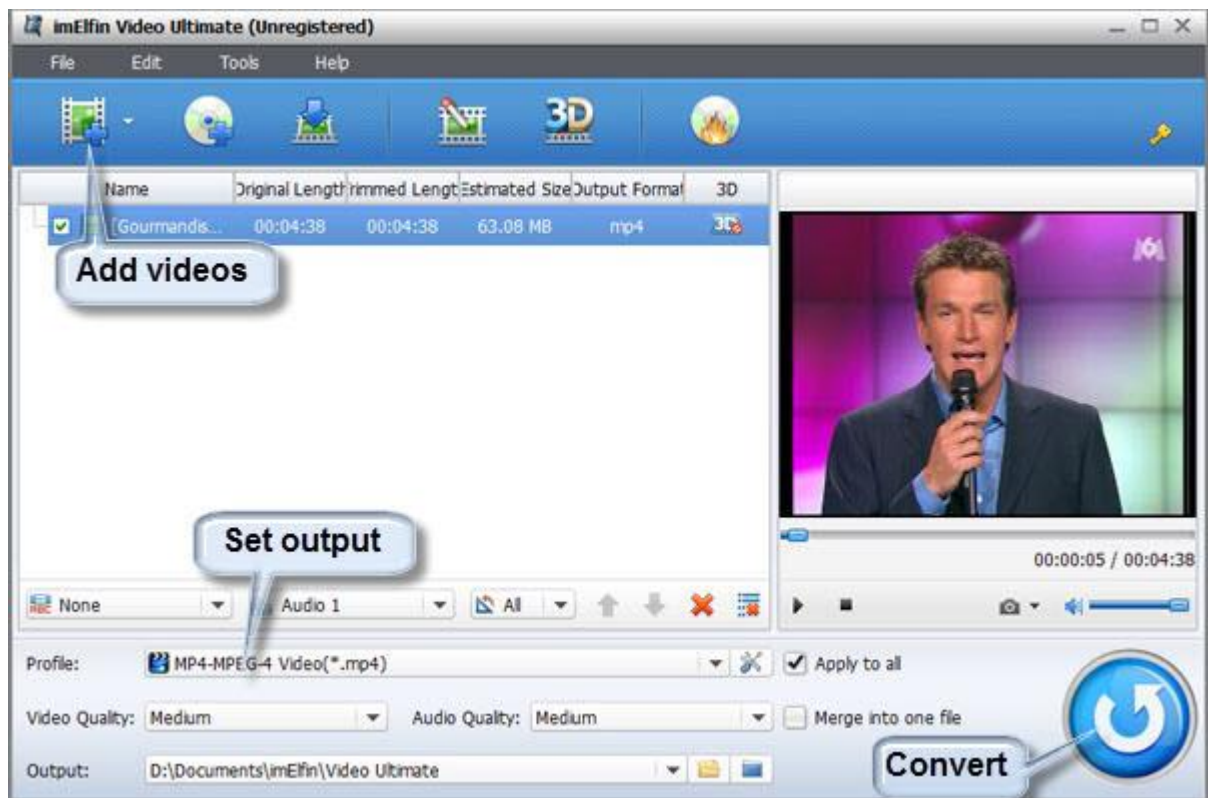 imElfin Video Ultimate (Unregistered)
File Edit Tools Help
3D
Name Original Length Trimmed Lengt Estimated Size Output Format 3D
[Gourmandis... 00:04:38 00:04:38 63.08 MB mp4 3D
Add videos
M6
Set output
00:00:05 / 00:04:38
None Audio 1 All
Profile: MP4-MPEG-4 Video(*.mp4) Apply to all
Video Quality: Medium Audio Quality: Medium Merge into one file
Output: D:\Documents\imElfin\Video Ultimate
Convert